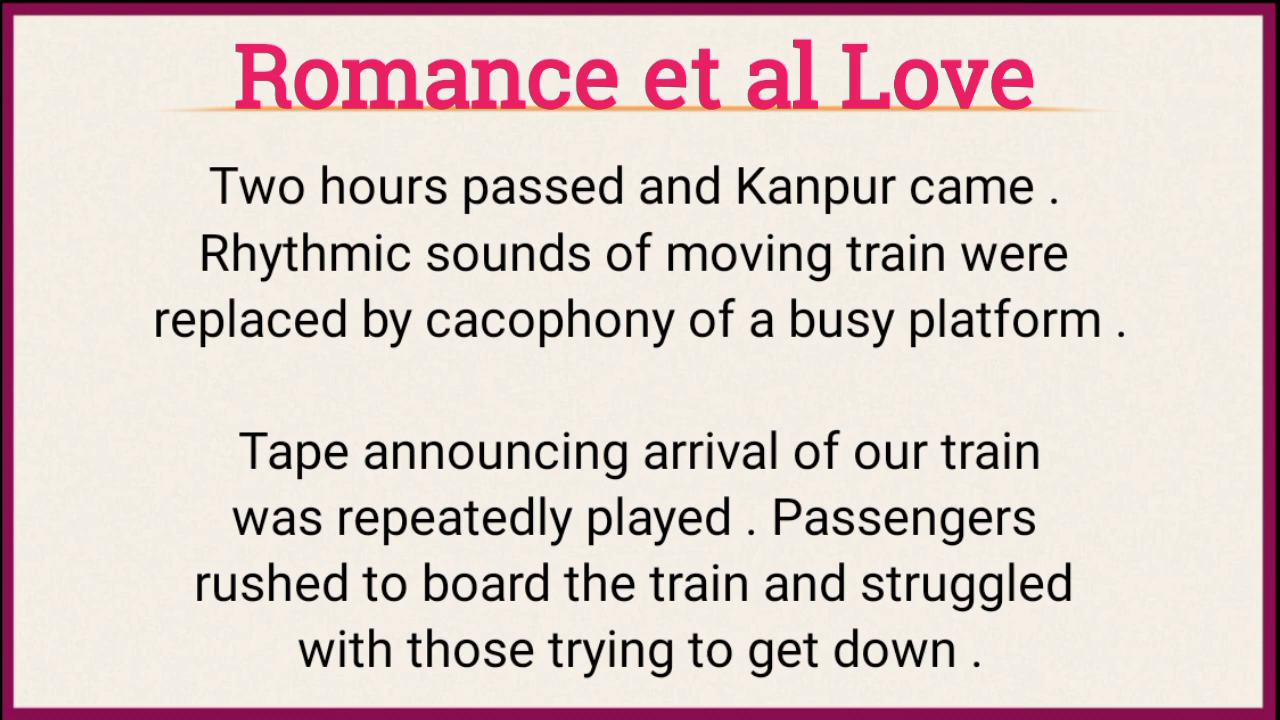 Romance et al Love
Two hours passed and Kanpur came .
Rhythmic sounds of moving train were
replaced by cacophony of a busy platform .
Tape announcing arrival of our train
was repeatedly played . Passengers
rushed to board the train and struggled
with those trying to get down .